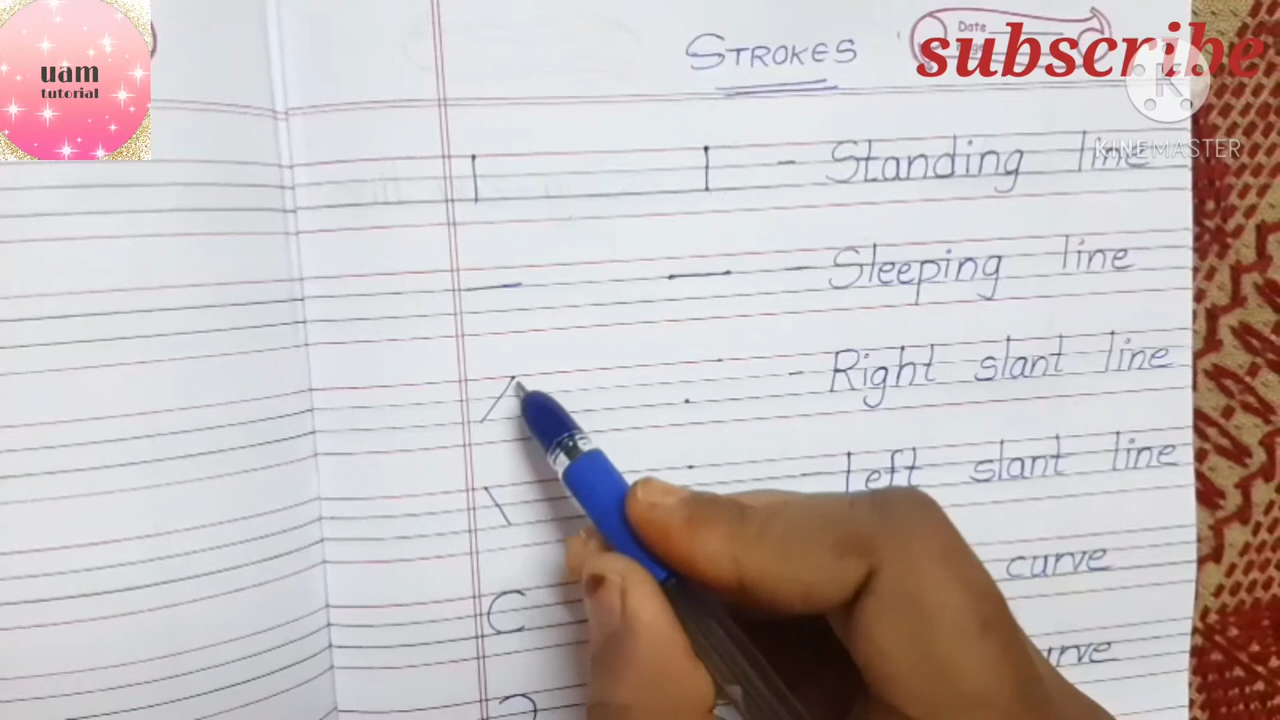 uam
tutorial
STROKES
Date
subscribe
KINEMASTER
- Standing line
- Sleeping line
- Right slant line
Left slant line
curve